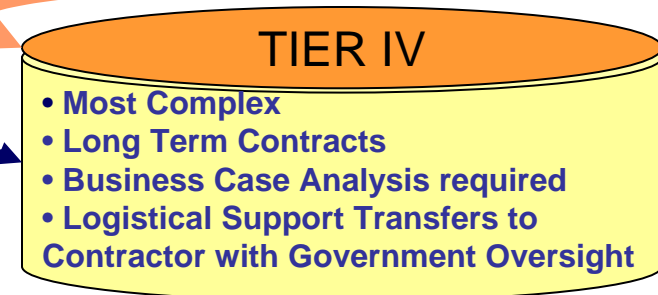 TIER IV
• Most Complex
• Long Term Contracts
• Business Case Analysis required
• Logistical Support Transfers to
Contractor with Government Oversight